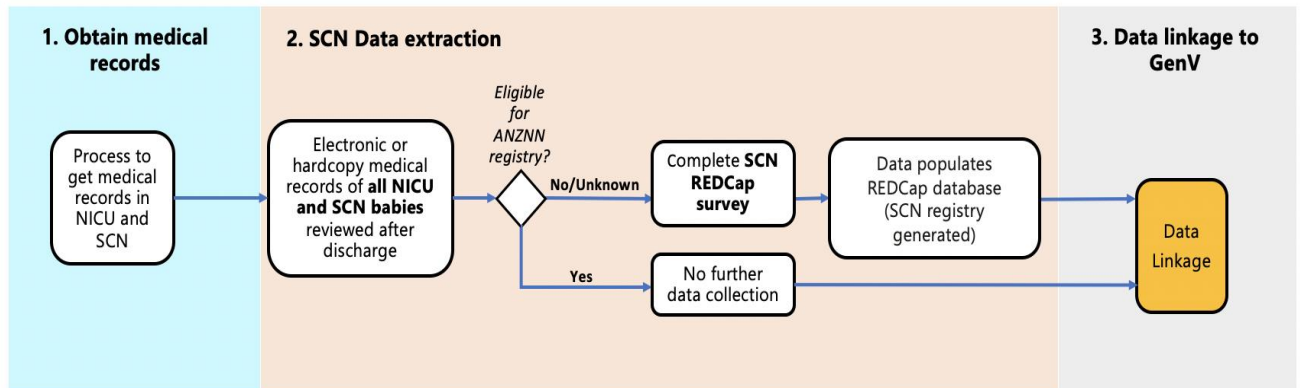 1. Obtain medical
records
2. SCN Data extraction
3. Data linkage to
GenV
Process to
get medical
records in
NICU and
SCN
Electronic or
hardcopy medical
records of all NICU
and SCN babies
reviewed after
discharge
Eligible
for
ANZNN
registry?
No/Unknown
Complete SCN
REDCap
survey
Data populates
REDCap database
(SCN registry
generated)
Yes
No further
data collection
Data
Linkage